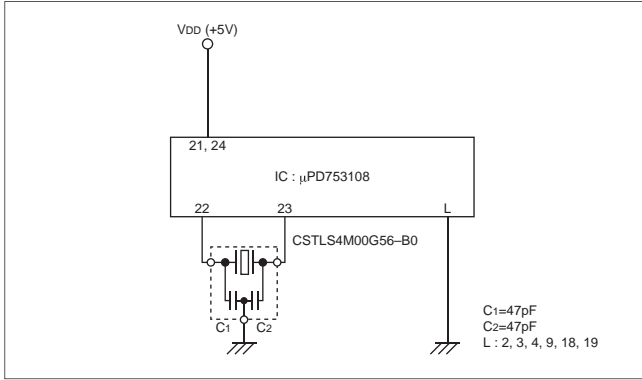 VDD (+5V)
21, 24
IC : μPD753108
22 23 L
CSTLS4M00G56–B0
C1 C2
C1=47pF
C2=47pF
L : 2, 3, 4, 9, 18, 19